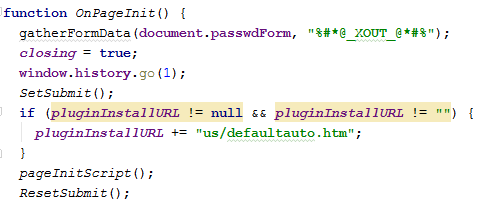 function OnPageInit() {
gatherFormData(document.passwdForm, "%#*@_XOUT_@*#%");
closing = true;
window.history.go(1);
SetSubmit();
if (pluginInstallURL != null && pluginInstallURL != "") {
pluginInstallURL += "us/defaultauto.htm";
}
pageInitScript();
ResetSubmit();